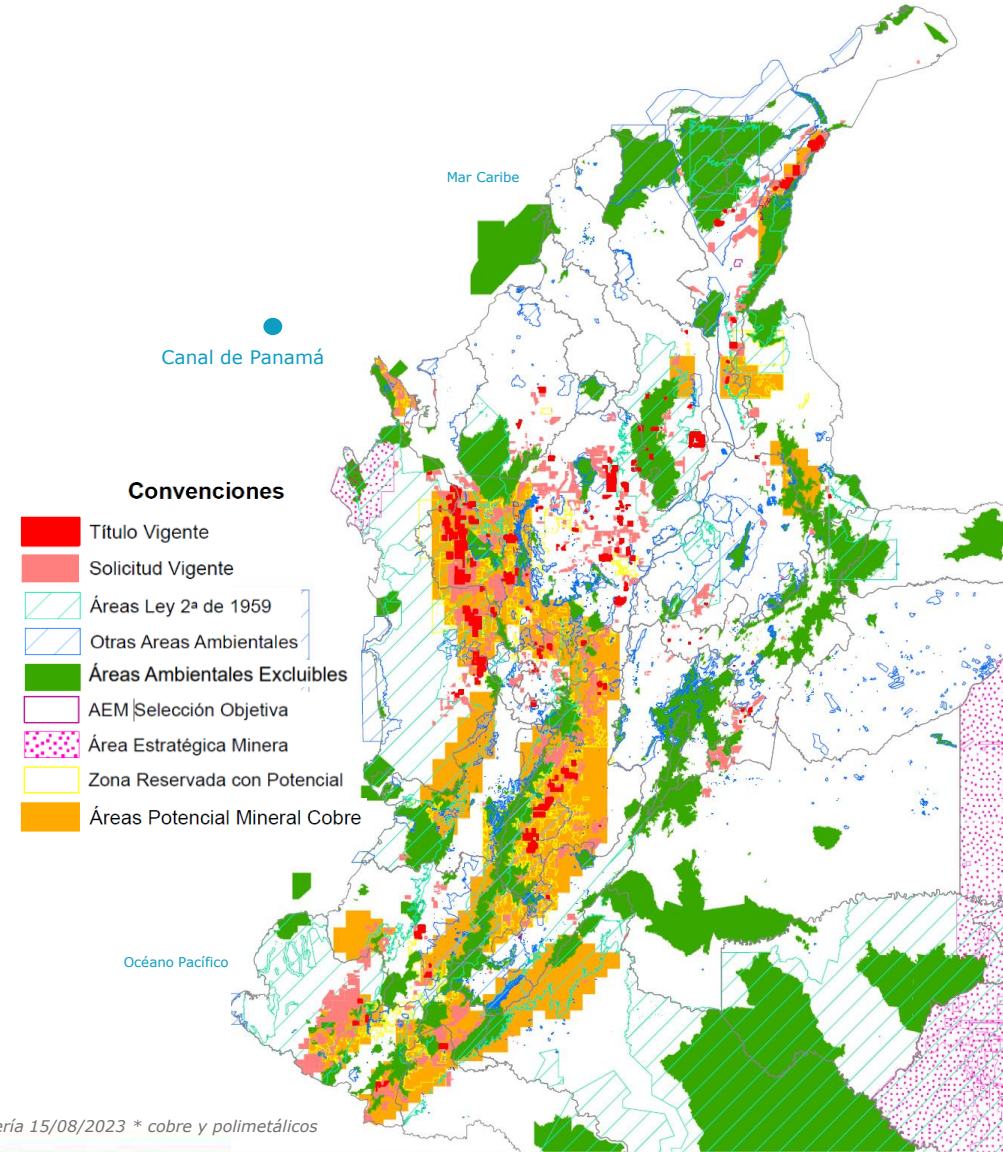 Mar Caribe
Canal de Panamá
Convenciones
Título Vigente
Solicitud Vigente
Áreas Ley 2ª de 1959
Otras Areas Ambientales
Áreas Ambientales Exduibles
AEM Selección Objetiva
Área Estratégica Minera
Zona Reservada con Potencial
Áreas Potencial Mineral Cobre
Océano Pacífico
ería 15/08/2023 * cobre y polimetálicos